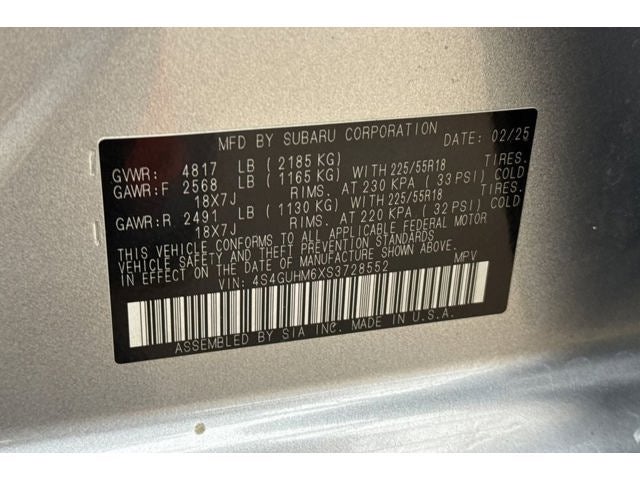 MFD BY SUBARU CORPORATION DATE: 02/25
GVWR: 4817 LB (2185 KG)
GAWR:F 2568 LB (1165 KG) WITH 225/55R18 TIRES.
18X7J RIMS. AT 230 KPA (33 PSI) COLD
GAWR:R 2491 LB (1130 KG) WITH 225/55R18 TIRES.
18X7J RIMS. AT 220 KPA (32 PSI) COLD
THIS VEHICLE CONFORMS TO ALL APPLICABLE FEDERAL MOTOR
VEHICLE SAFETY AND THEFT PREVENTION STANDARDS
IN EFFECT ON THE DATE OF MANUFACTURE SHOWN ABOVE.
VIN: 4S4GUHM6XS3728552 MPV
ASSEMBLED BY SIA INC. MADE IN U.S.A.